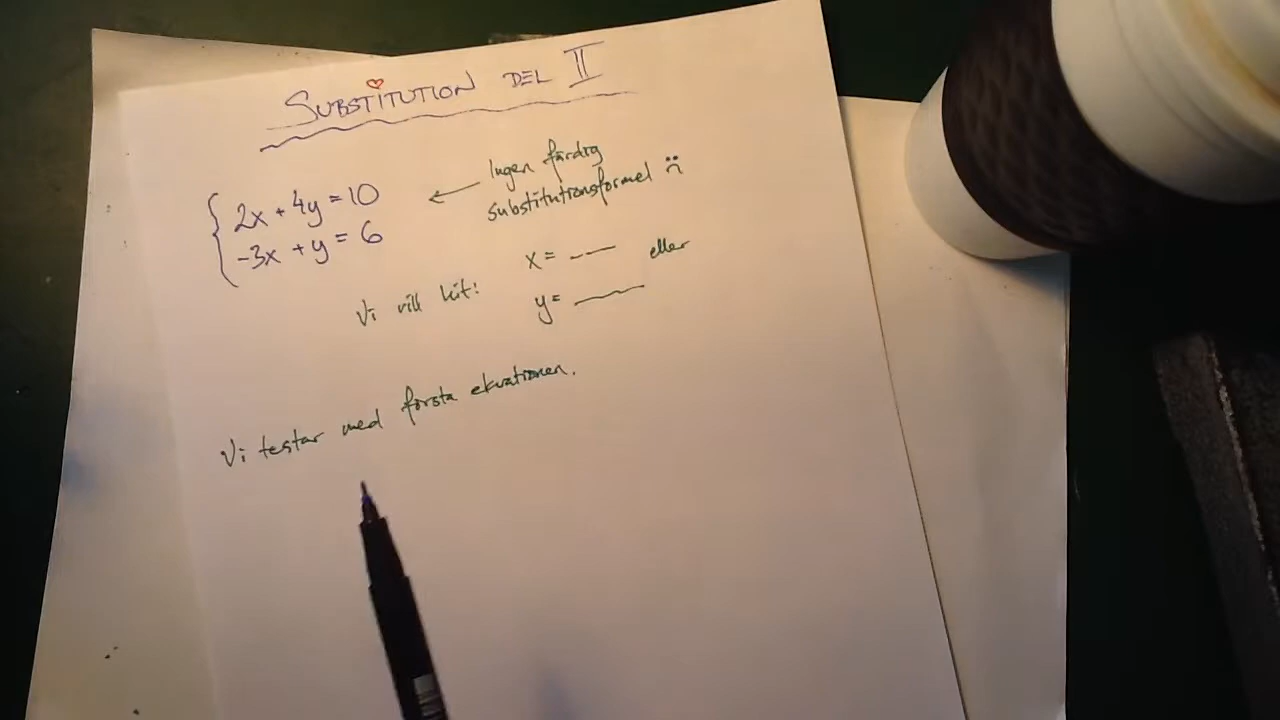 SUBSTITUTION DEL II
2x + 4y = 10
-3x + y = 6
← Ingen färdig
substitutionsformel
Vi vill hit:
x = eller
y =
Vi testar med första ekvationen.